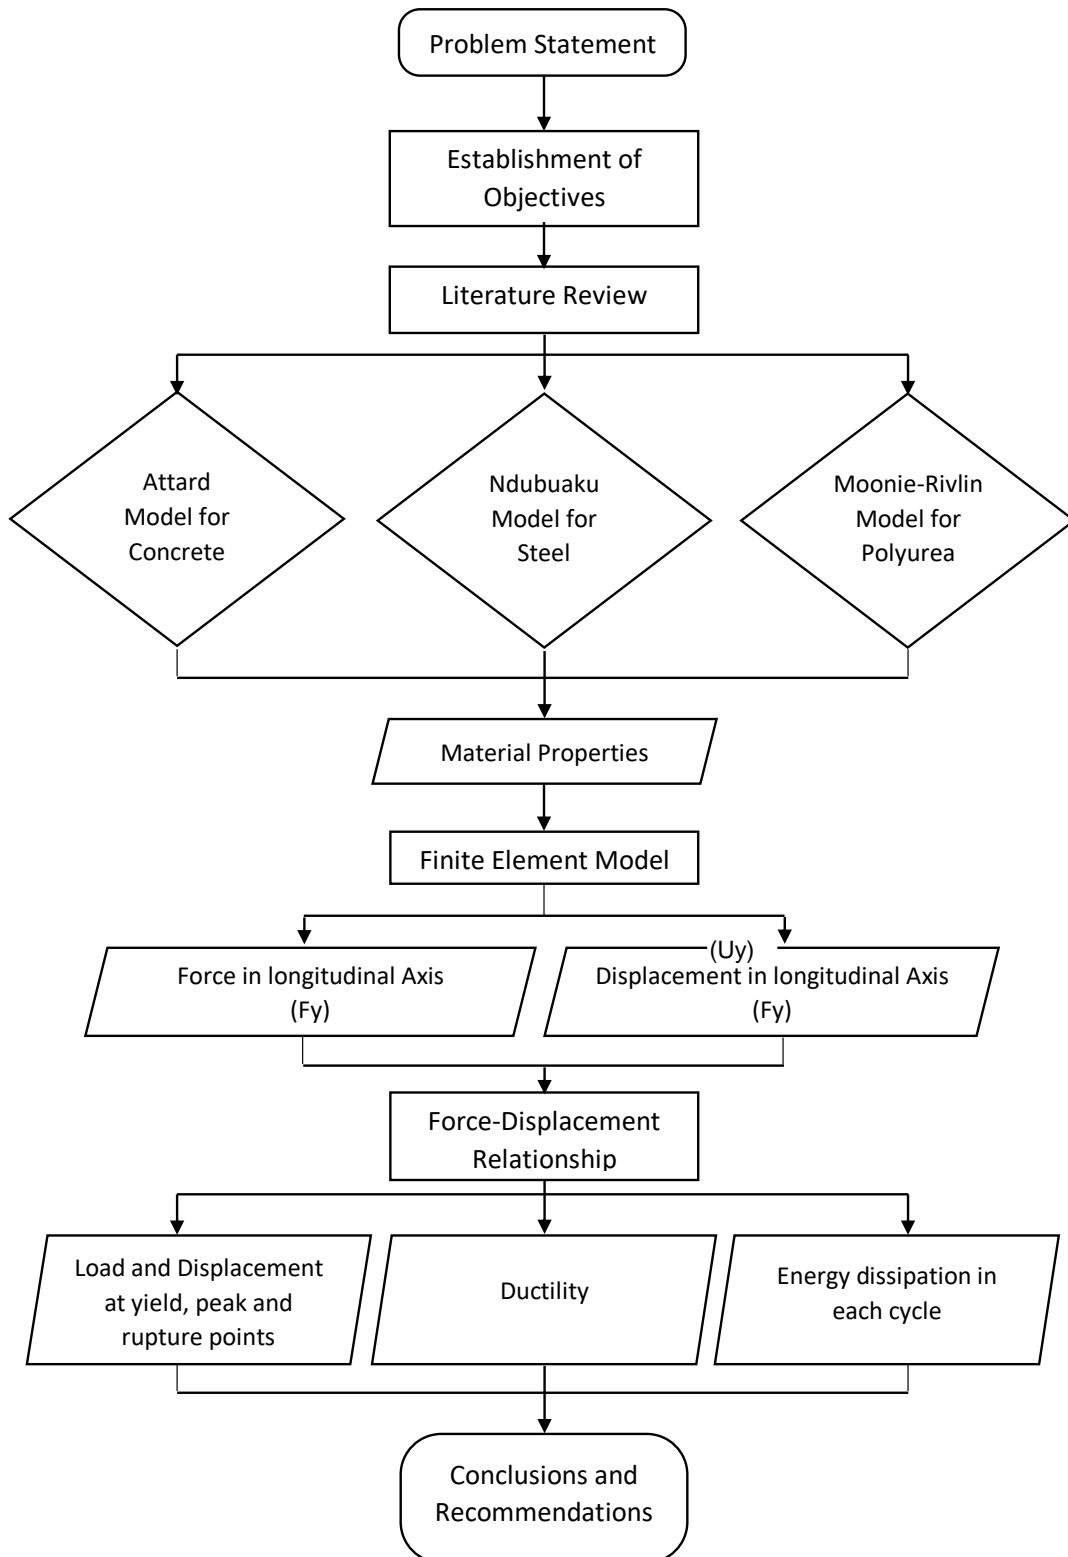 Problem Statement
Establishment of
Objectives
Literature Review
Attard
Model for
Concrete
Ndubuaku
Model for
Steel
Moonie-Rivlin
Model for
Polyurea
Material Properties
Finite Element Model
Force in longitudinal Axis
(Fy)
(Uy)
Displacement in longitudinal Axis
(Fy)
Force-Displacement
Relationship
Load and Displacement
at yield, peak and
rupture points
Ductility
Energy dissipation in
each cycle
Conclusions and
Recommendations